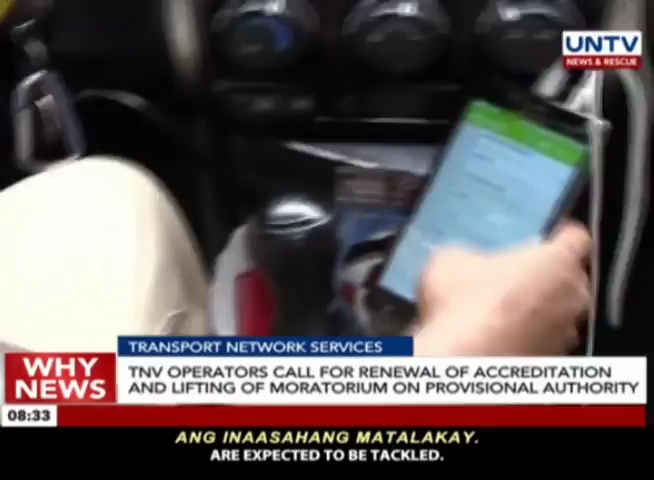 UNTV
NEWS & RESCUE
TRANSPORT NETWORK SERVICES
WHY
NEWS
TNV OPERATORS CALL FOR RENEWAL OF ACCREDITATION
AND LIFTING OF MORATORIUM ON PROVISIONAL AUTHORITY
08:33
ANG INAASAHANG MATALAKAY.
ARE EXPECTED TO BE TACKLED.